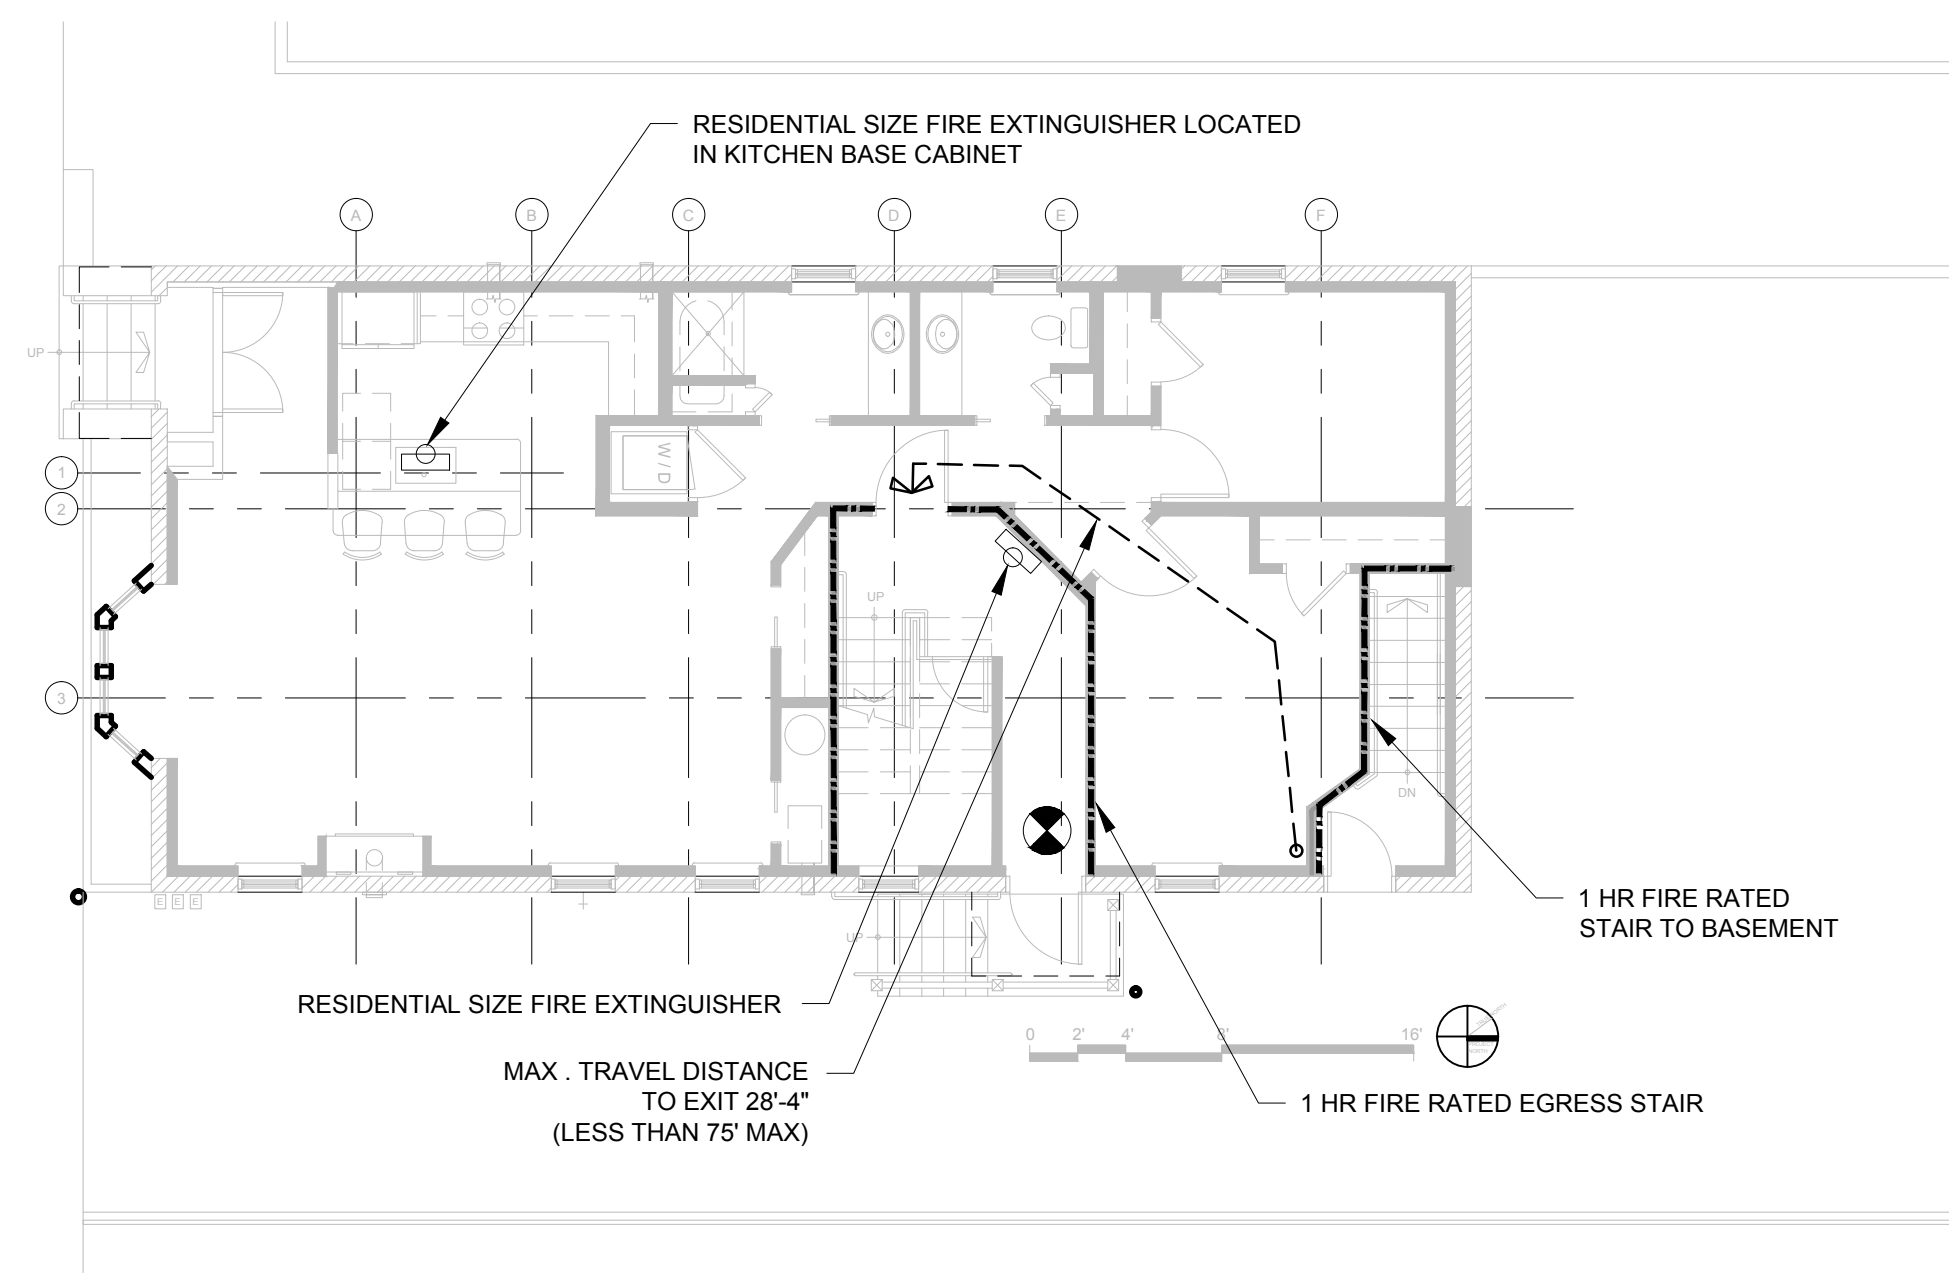 RESIDENTIAL SIZE FIRE EXTINGUISHER LOCATED
IN KITCHEN BASE CABINET
A
B
C
D
E
F
UP
1
2
3
W / D
UP
DN
E E E
UP
1 HR FIRE RATED
STAIR TO BASEMENT
RESIDENTIAL SIZE FIRE EXTINGUISHER
0 2' 4' 8' 16'
MAX . TRAVEL DISTANCE
TO EXIT 28'-4"
(LESS THAN 75' MAX)
1 HR FIRE RATED EGRESS STAIR